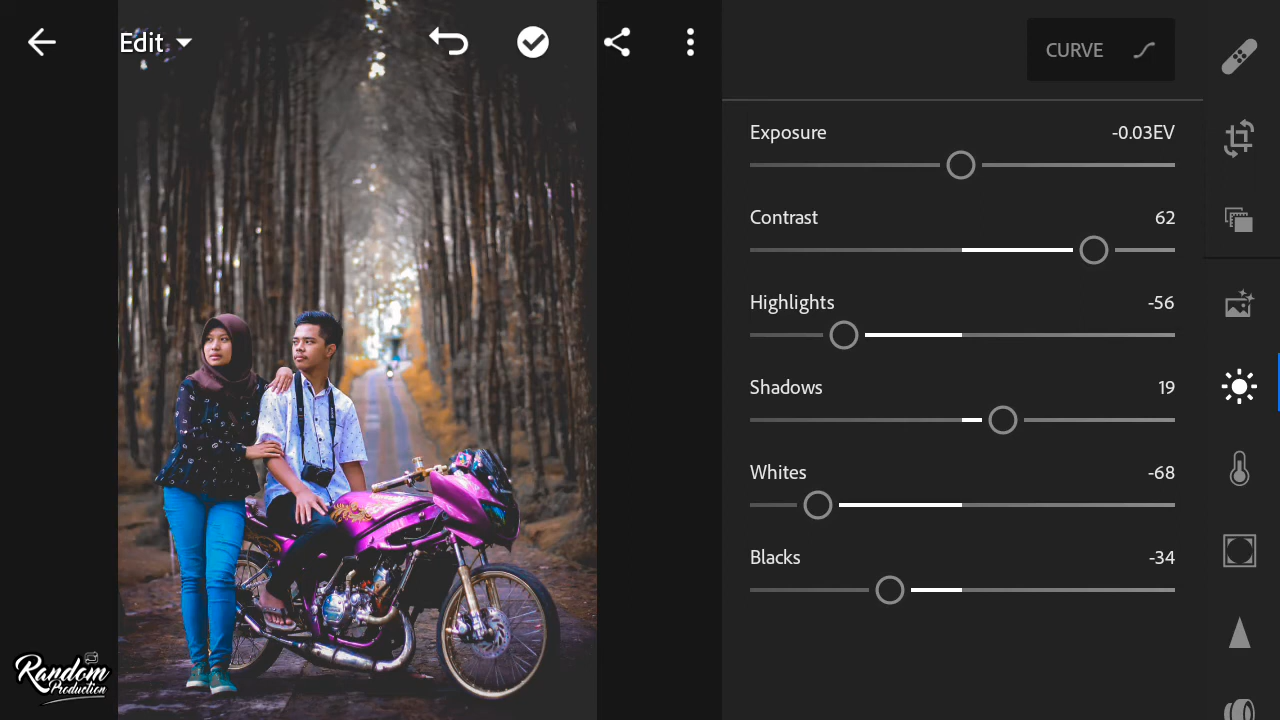 Edit
CURVE
Exposure -0.03EV
Contrast 62
Highlights -56
Shadows 19
Whites -68
Blacks -34
Random
Production